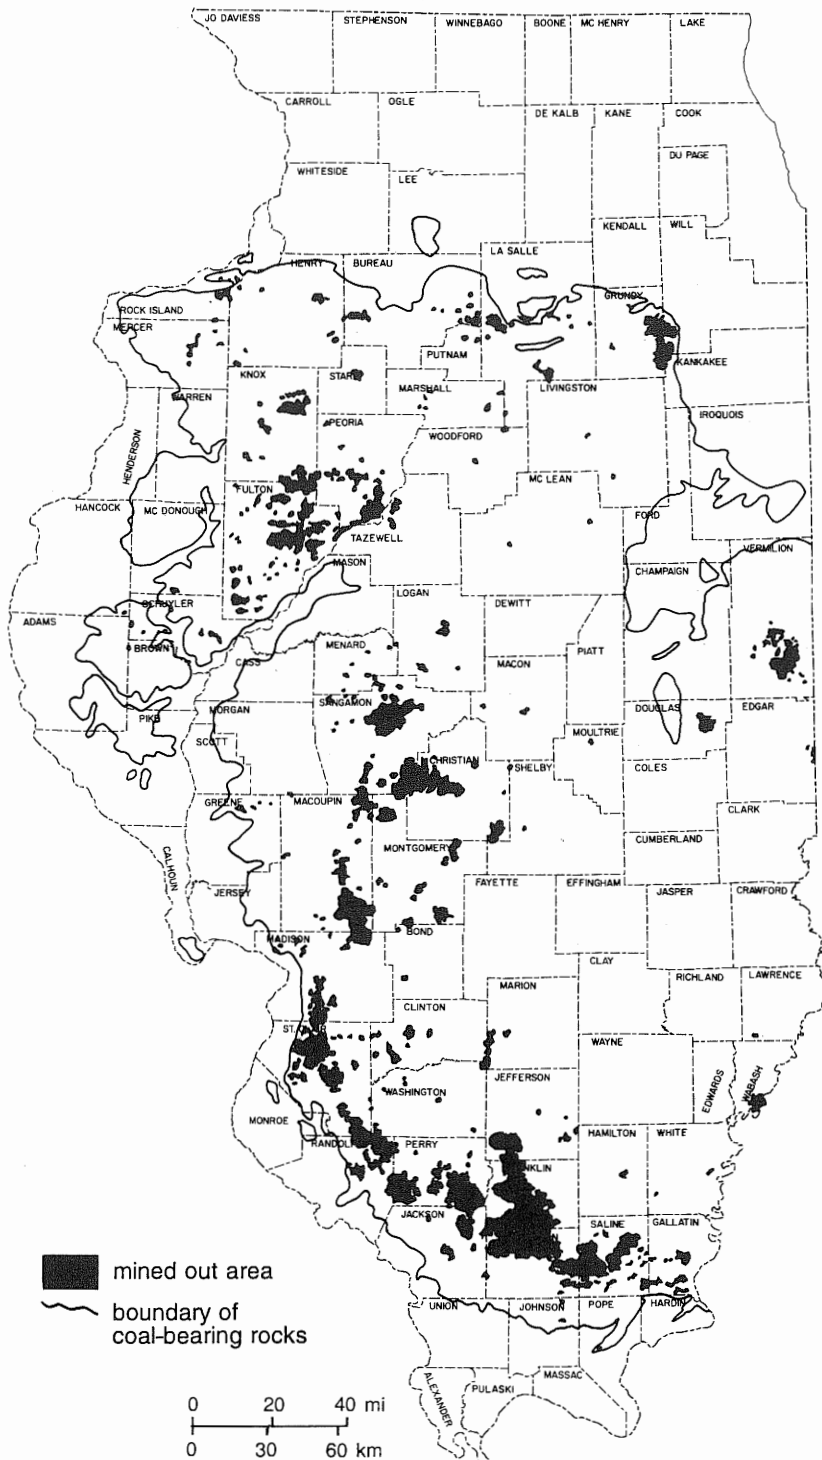 JO DAVIESS
STEPHENSON
WINNEBAGO
BOONE
MC HENRY
LAKE
CARROLL
OGLE
DE KALB
KANE
COOK
DU PAGE
WHITESIDE
LEE
KENDALL
WILL
LA SALLE
HENRY
BUREAU
GRUNDY
ROCK ISLAND
MERCER
PUTNAM
KANKAKEE
KNOX
STARK
MARSHALL
LIVINGSTON
WARREN
HENDERSON
PEORIA
WOODFORD
IROQUOIS
FULTON
MC LEAN
HANCOCK
MC DONOUGH
FORD
TAZEWELL
VERMILION
MASON
CHAMPAIGN
LOGAN
DEWITT
SCHUYLER
ADAMS
BROWN
MENARD
PIATT
CASS
MACON
SANGAMON
MORGAN
DOUGLAS
EDGAR
PIKE
MOULTRIE
SCOTT
CHRISTIAN
SHELBY
COLES
GREENE
MACOUPIN
CLARK
CUMBERLAND
MONTGOMERY
CALHOUN
JERSEY
FAYETTE
EFFINGHAM
JASPER
CRAWFORD
BOND
MADISON
CLAY
RICHLAND
LAWRENCE
MARION
CLINTON
WAYNE
JEFFERSON
EDWARDS
WABASH
WASHINGTON
MONROE
HAMILTON
WHITE
PERRY
JACKSON
SALINE
GALLATIN
mined out area
boundary of
coal-bearing rocks
UNION
JOHNSON
POPE
HARDIN
MASSAC
ALEXANDER
PULASKI
0 20 40 mi
0 30 60 km